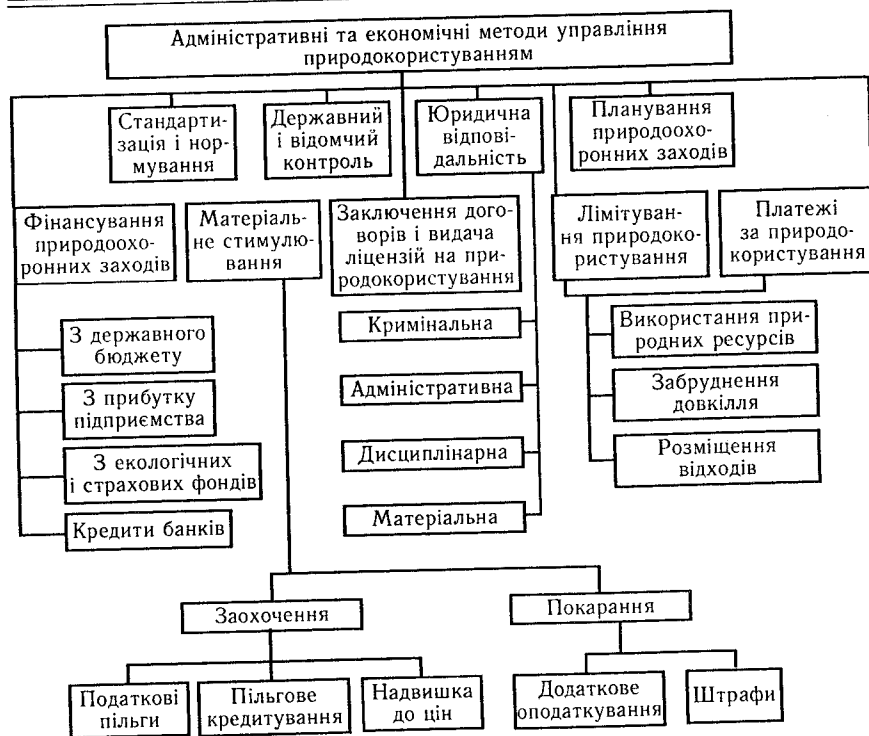 Адміністративні та економічні методи управління
природокористуванням
Стандарти-
зація і нор-
мування
Державний
і відомчий
контроль
Юридична
відпові-
дальність
Планування
природоохо-
ронних заходів
Фінансування
природоохо-
ронних заходів
Матеріаль-
не стимулю-
вання
Заключення дого-
ворів і видача
ліцензій на при-
родокористування
Лімітуван-
ня природоко-
ристування
Платежі
за природо-
користування
З державного
бюджету
З прибутку
підприємства
З екологічних
і страхових фондів
Кредити банків
Кримінальна
Адміністративна
Дисциплінарна
Матеріальна
Використання при-
родних ресурсів
Забруднення
довкілля
Розміщення
відходів
Заохочення
Покарання
Податкові
пільги
Пільгове
кредитування
Надвишка
до цін
Додаткове
оподаткування
Штрафи